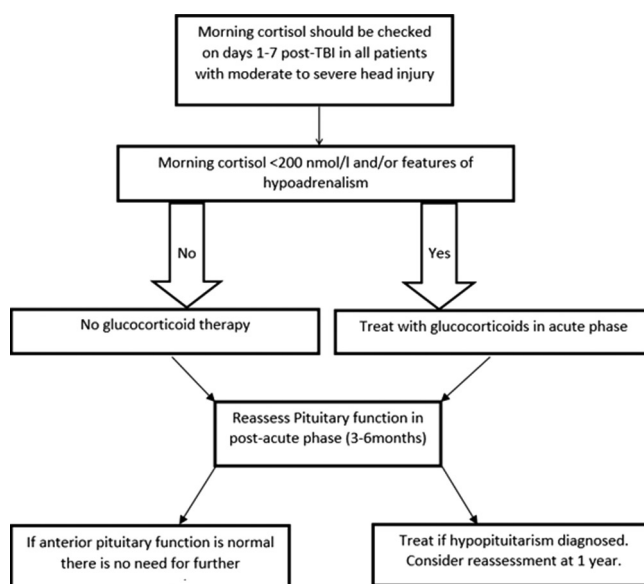 Morning cortisol should be checked
on days 1-7 post-TBI in all patients
with moderate to severe head injury
Morning cortisol <200 nmol/l and/or features of
hypoadrenalism
No
Yes
No glucocorticoid therapy
Treat with glucocorticoids in acute phase
Reassess Pituitary function in
post-acute phase (3-6months)
If anterior pituitary function is normal
there is no need for further
Treat if hypopituitarism diagnosed.
Consider reassessment at 1 year.